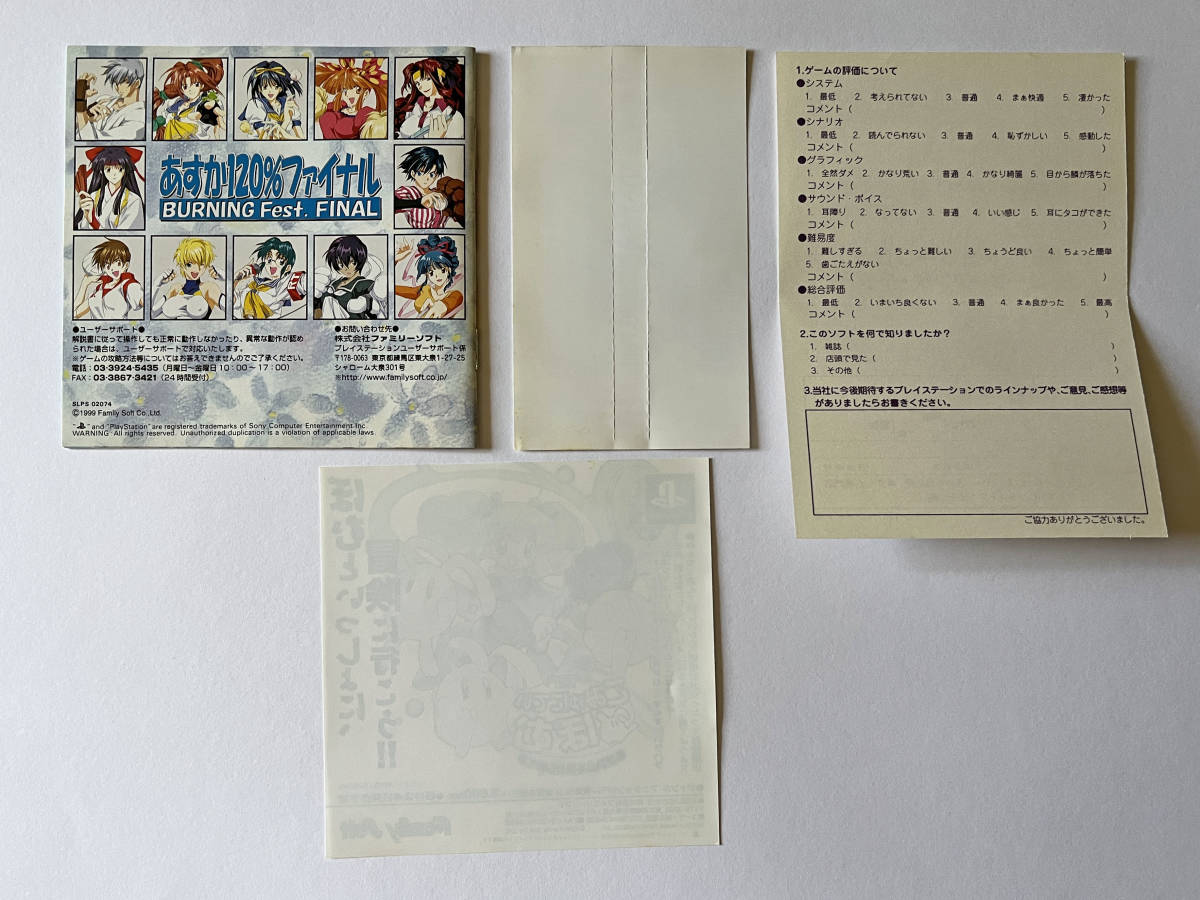 あすか120%ファイナル
BURNING Fest. FINAL
●ユーザーサポート●
解説書に従って操作しても正常に動作しなかったり、異常な動作が認め
られた場合は、ユーザーサポートで対応いたします。
※ゲームの攻略方法等についてはお答えできませんのでご了承ください。
電話：03-3924-5435（月曜日～金曜日10：00～17：00）
FAX：03-3867-3421（24時間受付）
●お問い合わせ先●
株式会社ファミリーソフト
プレイステーションユーザーサポート係
〒178-0063 東京都練馬区東大泉1-27-25
シャローム大泉301号
※http://www.familysoft.co.jp/
SLPS 02074
©1999 Family Soft Co.,Ltd.
" " and "PlayStation" are registered trademarks of Sony Computer Entertainment Inc.
WARNING: All rights reserved. Unauthorized duplication is a violation of applicable laws.
1.ゲームの評価について
●システム
1. 最低 2. 考えられてない 3. 普通 4. まぁ快適 5. 凄かった
コメント（ ）
●シナリオ
1. 最低 2. 読んでられない 3. 普通 4. 恥ずかしい 5. 感動した
コメント（ ）
●グラフィック
1. 全然ダメ 2. かなり荒い 3. 普通 4. かなり綺麗 5. 目から鱗が落ちた
コメント（ ）
●サウンド・ボイス
1. 耳障り 2. なってない 3. 普通 4. いい感じ 5. 耳にタコができた
コメント（ ）
●難易度
1. 難しすぎる 2. ちょっと難しい 3. ちょうど良い 4. ちょっと簡単
5. 歯ごたえがない
コメント（ ）
●総合評価
1. 最低 2. いまいち良くない 3. 普通 4. まぁ良かった 5. 最高
コメント（ ）
2.このソフトを何で知りましたか？
1. 雑誌（ ）
2. 店頭で見た（ ）
3. その他（ ）
3.当社に今後期待するプレイステーションでのラインナップや、ご意見、ご感想等
がありましたらお書きください。
ご協力ありがとうございました。